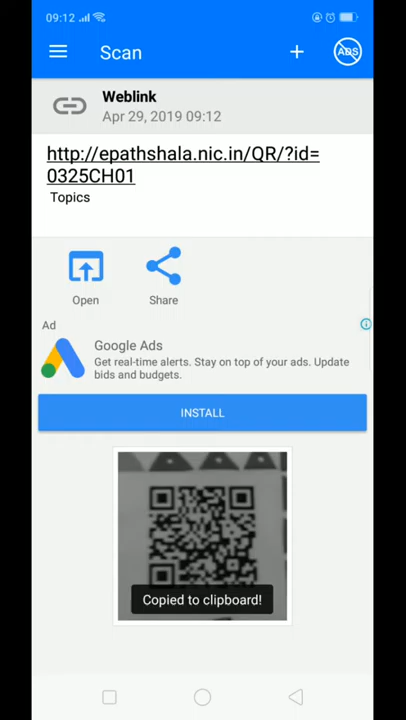 09:12
Scan
ADS
Weblink
Apr 29, 2019 09:12
http://epathshala.nic.in/QR/?id=
0325CH01
Topics
Open
Share
Ad
Google Ads
Get real-time alerts. Stay on top of your ads. Update
bids and budgets.
INSTALL
Copied to clipboard!